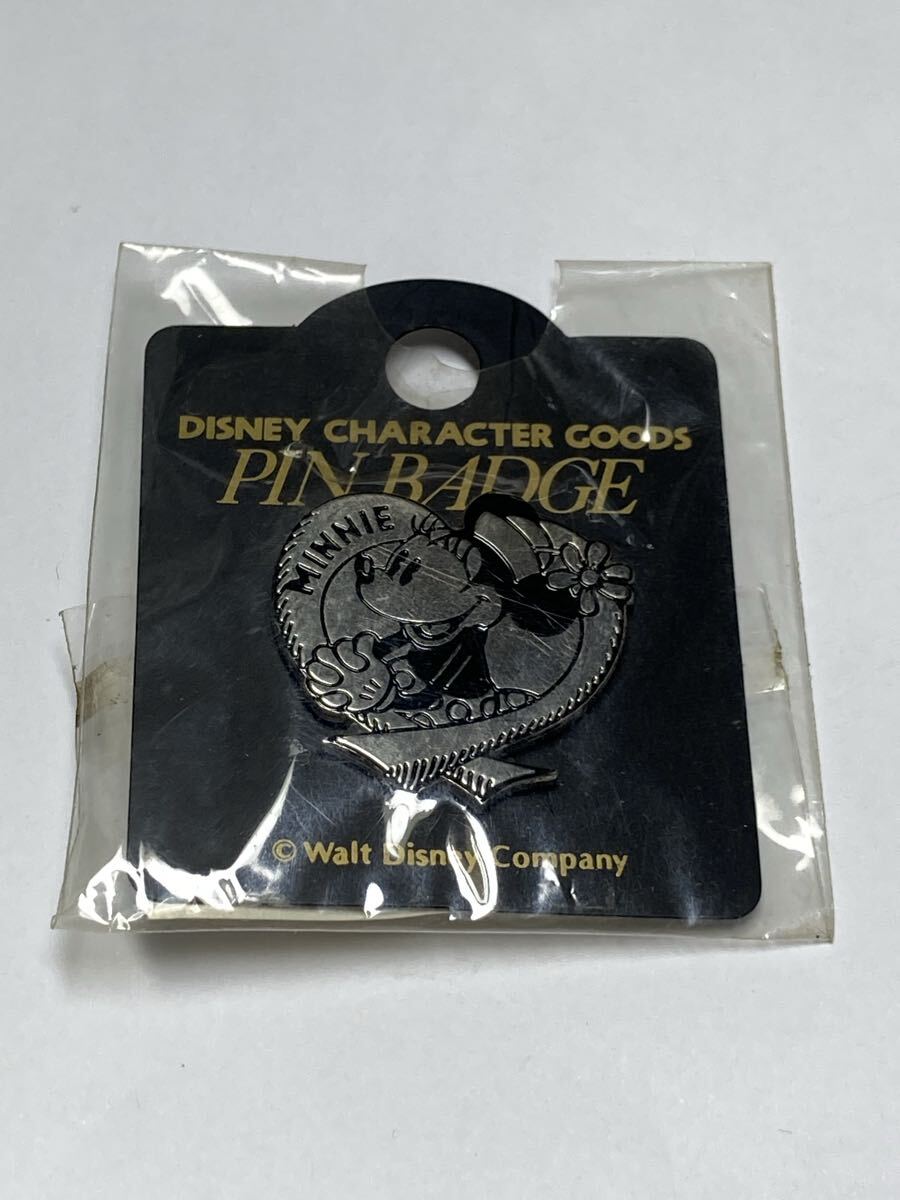 DISNEY CHARACTER GOODS
PIN BADGE
MINNIE
© Walt Disney Company